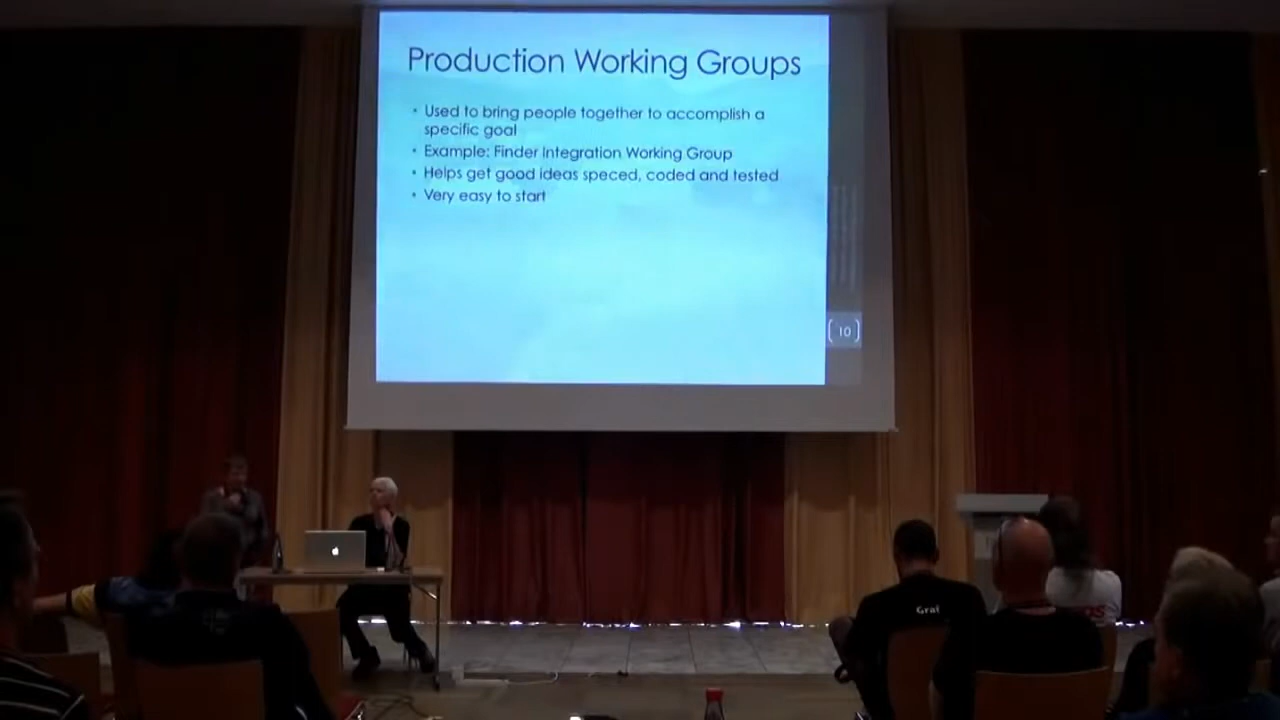 Production Working Groups
• Used to bring people together to accomplish a
specific goal
• Example: Finder Integration Working Group
• Helps get good ideas speced, coded and tested
• Very easy to start
[10]
Graf